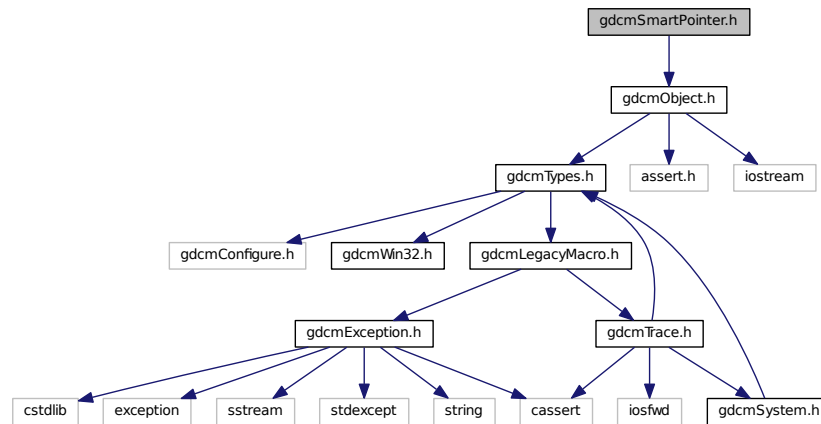 gdcmSmartPointer.h
gdcmObject.h
gdcmTypes.h
assert.h
iostream
gdcmConfigure.h
gdcmWin32.h
gdcmLegacyMacro.h
gdcmException.h
gdcmTrace.h
cstdlib
exception
sstream
stdexcept
string
cassert
iosfwd
gdcmSystem.h